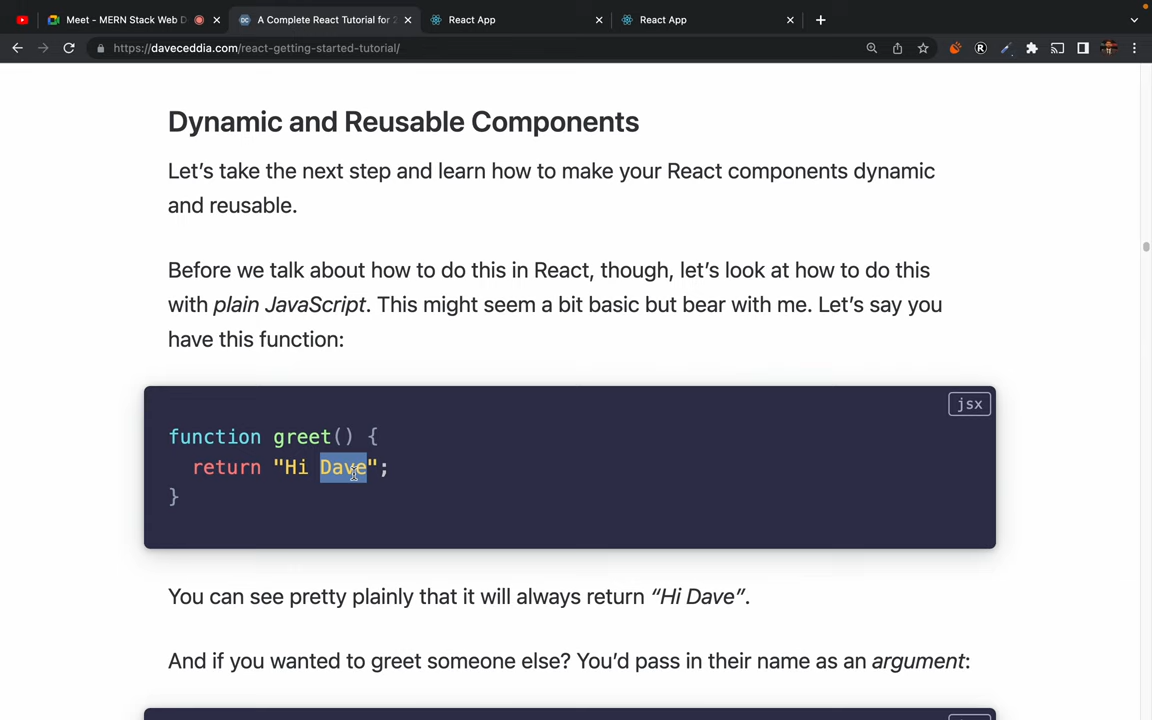 Meet - MERN Stack Web D
A Complete React Tutorial for 2
React App
React App
https://daveceddia.com/react-getting-started-tutorial/
Dynamic and Reusable Components
Let’s take the next step and learn how to make your React components dynamic
and reusable.
Before we talk about how to do this in React, though, let’s look at how to do this
with plain JavaScript. This might seem a bit basic but bear with me. Let’s say you
have this function:
jsx
function greet() {
return "Hi Dave";
}
You can see pretty plainly that it will always return “Hi Dave”.
And if you wanted to greet someone else? You’d pass in their name as an argument: